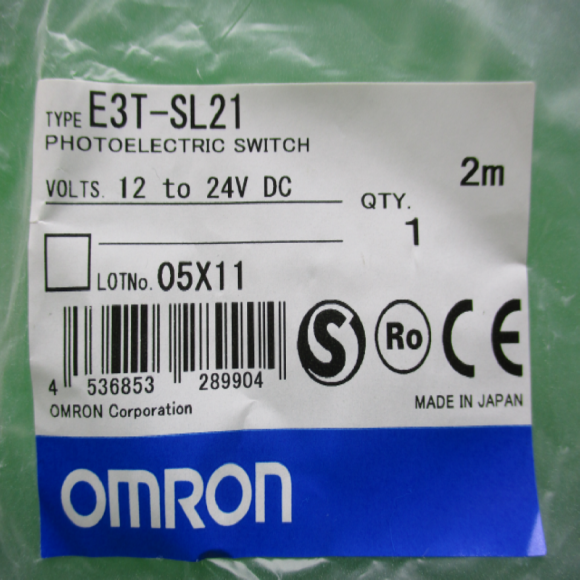 TYPE E3T-SL21
PHOTOELECTRIC SWITCH
2m
VOLTS. 12 to 24V DC
QTY.
1
LOTNo. 05X11
4 536853 289904
S
Ro
CE
OMRON Corporation
MADE IN JAPAN
OMRON